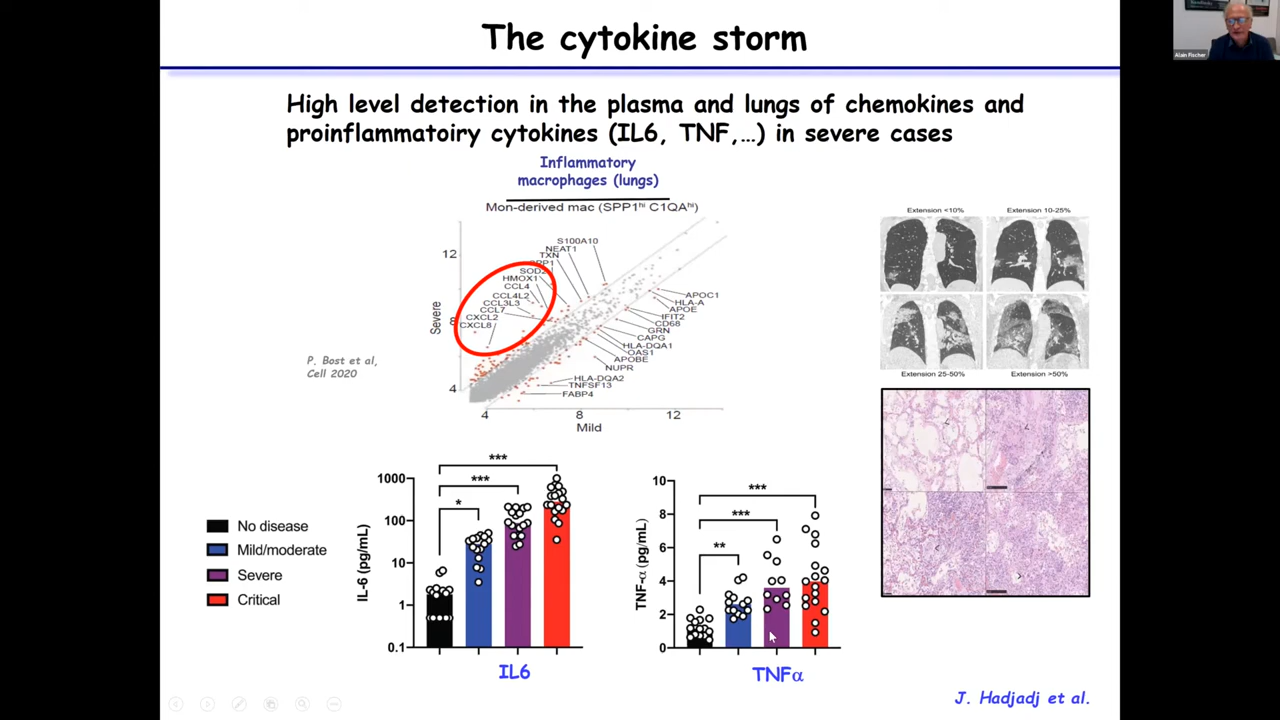 The cytokine storm
Alain Fischer
High level detection in the plasma and lungs of chemokines and
proinflammatoiry cytokines (IL6, TNF,…) in severe cases
Inflammatory
macrophages (lungs)
Mon-derived mac (SPP1hi C1QAhi)
12
8
4
Severe
S100A10
NEAT1
TXN
SPP1
SOD2
HMOX1
CCL4
CCL4L2
CCL3L3
CCL7
CXCL2
CXCL8
APOC1
HLA-A
APOE
IFIT2
CD68
GRN
CAPG
HLA-DQA1
OAS1
APOBE
NUPR
HLA-DQA2
TNFSF13
FABP4
4
8
12
Mild
P. Bost et al,
Cell 2020
Extension <10%
Extension 10-25%
Extension 25-50%
Extension >50%
No disease
Mild/moderate
Severe
Critical
IL-6 (pg/mL)
1000
100
10
1
0.1
*
***
***
IL6
TNF-α (pg/mL)
10
8
6
4
2
0
**
***
***
TNFα
J. Hadjadj et al.